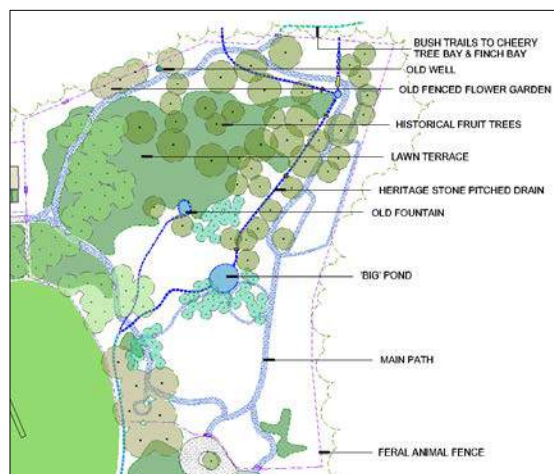 BUSH TRAILS TO CHEERY
TREE BAY & FINCH BAY
OLD WELL
OLD FENCED FLOWER GARDEN
HISTORICAL FRUIT TREES
LAWN TERRACE
HERITAGE STONE PITCHED DRAIN
OLD FOUNTAIN
'BIG' POND
MAIN PATH
FERAL ANIMAL FENCE